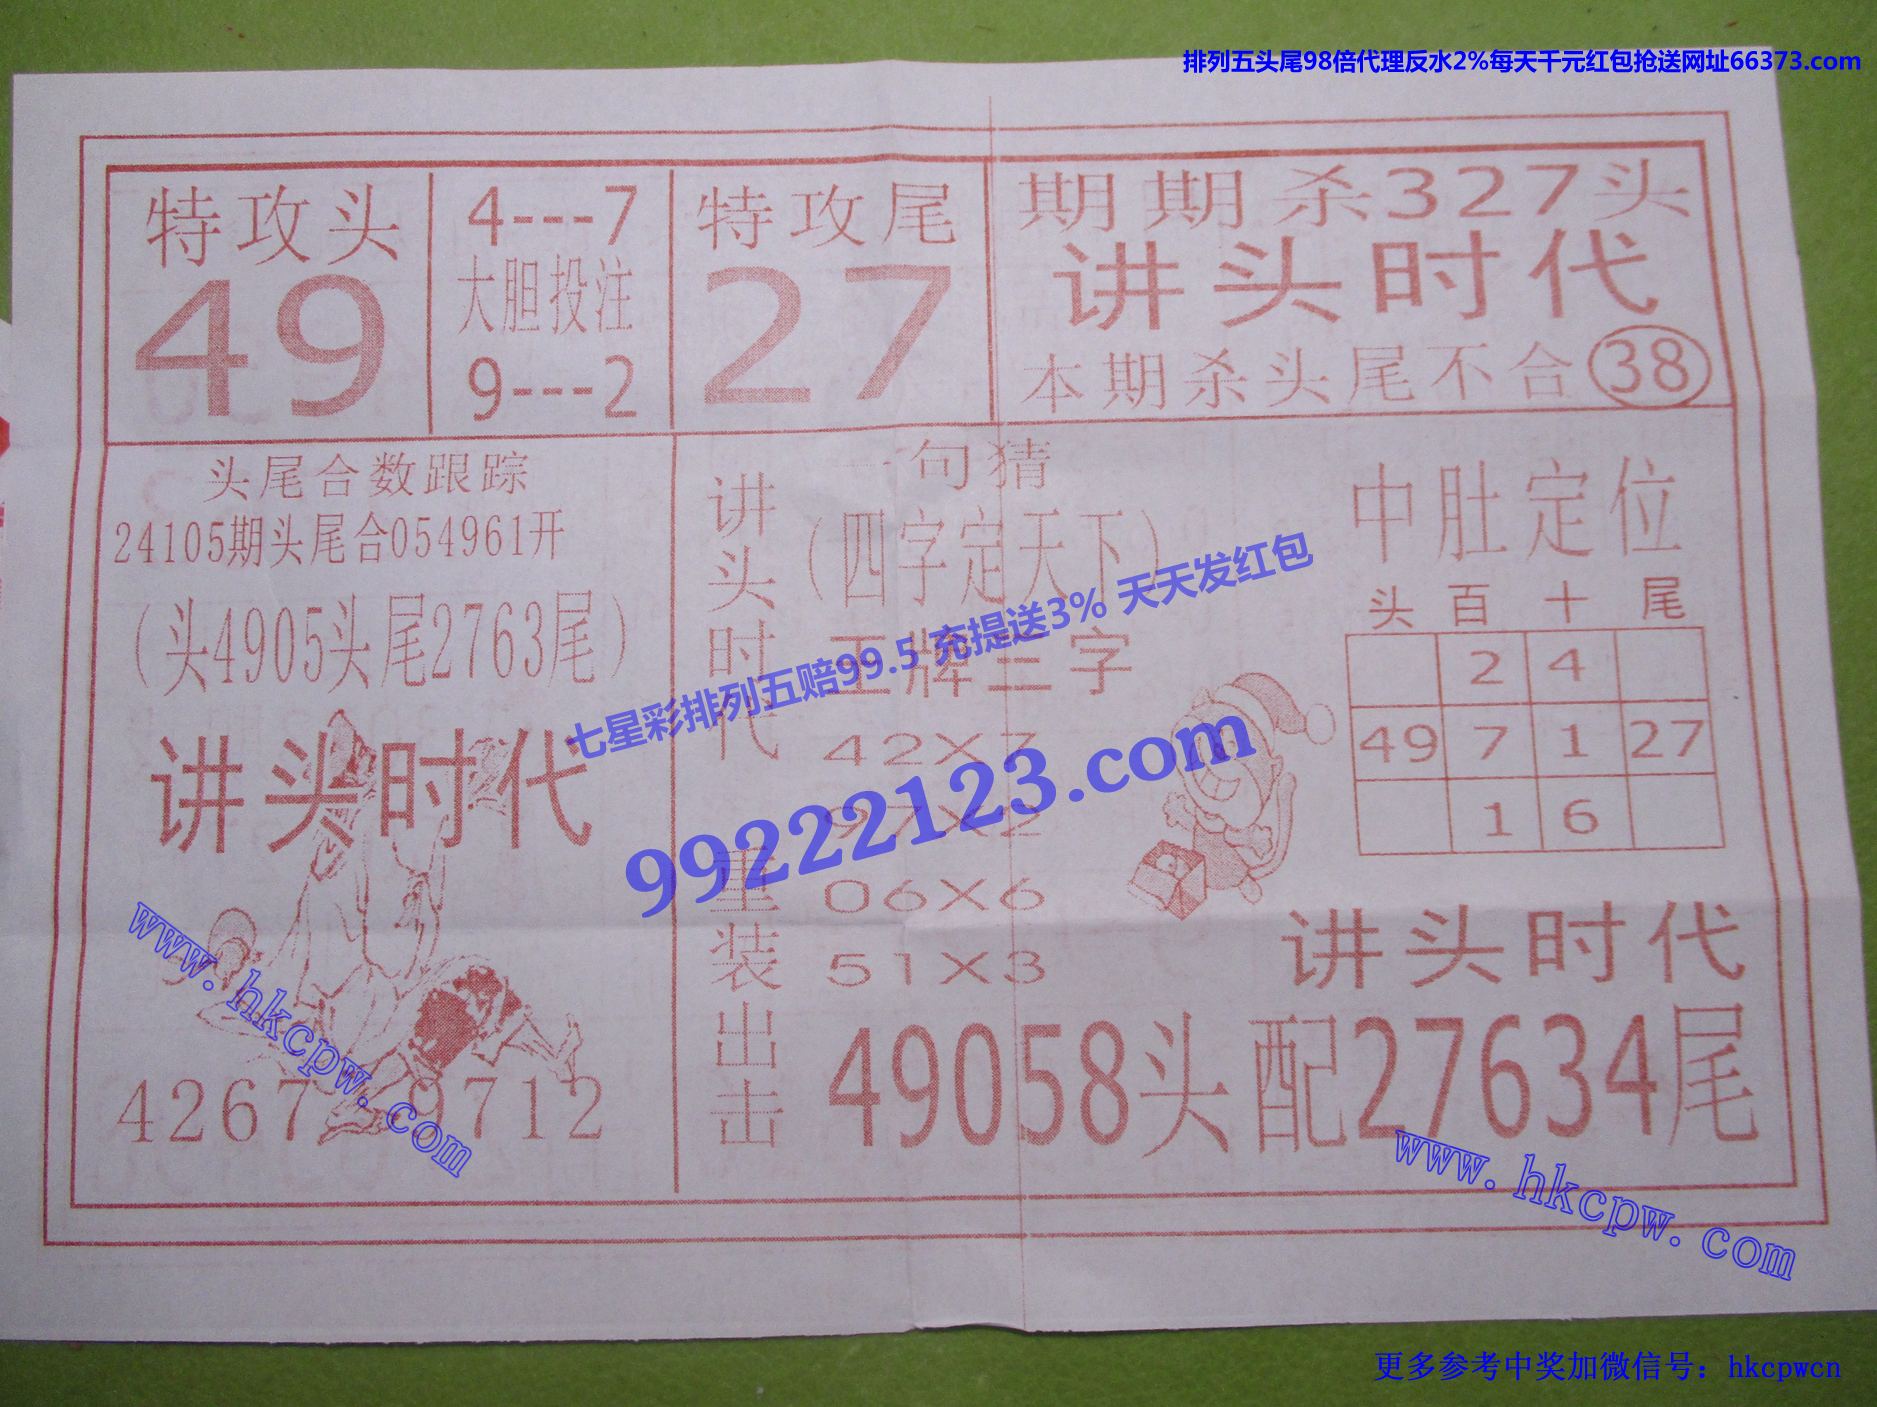 排列五头尾98倍代理反水2%每天千元红包抢送网址66373.com
特攻头
49
4---7
大胆投注
9---2
特攻尾
27
期期杀327头
讲头时代
本期杀头尾不合38
头尾合数跟踪
24105期头尾合054961开
（头4905头尾2763尾）
讲头时代
4267 9712
讲头时代
重装出击
一句猜
（四字定天下）
王牌三字
42X7
97X2
06X6
51X3
中肚定位
头 百 十 尾
2 4
49 7 1 27
1 6
讲头时代
49058头配27634尾
七星彩排列五赔99.5 充提送3% 天天发红包
99222123.com
www.hkcpw.com
www.hkcpw.com
更多参考中奖加微信号：hkcpwcn